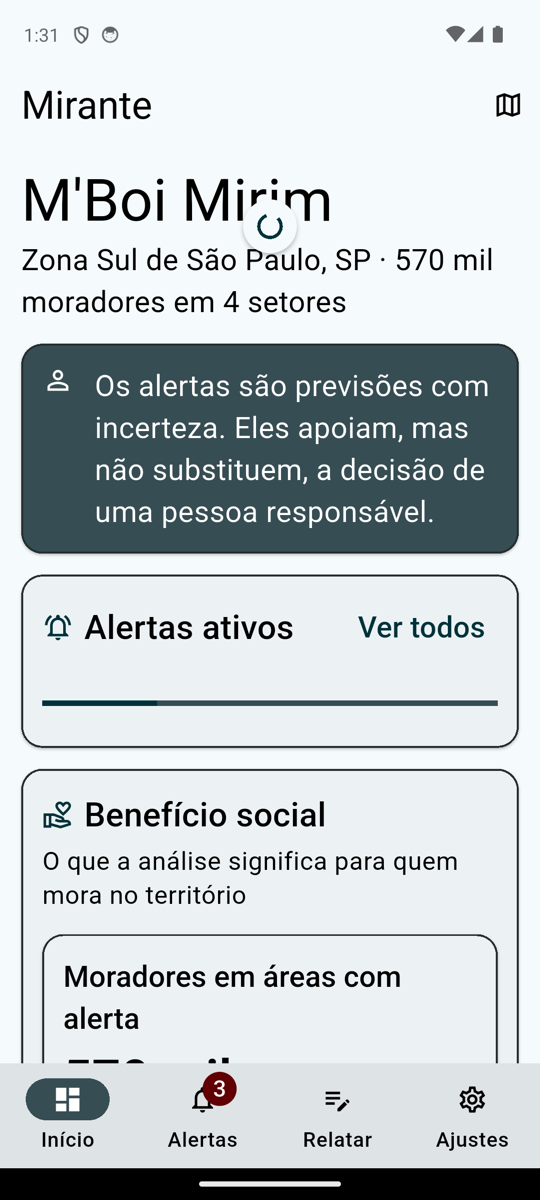 1:31
Mirante
M'Boi Mirim
Zona Sul de São Paulo, SP · 570 mil
moradores em 4 setores
Os alertas são previsões com
incerteza. Eles apoiam, mas
não substituem, a decisão de
uma pessoa responsável.
Alertas ativos
Ver todos
Benefício social
O que a análise significa para quem
mora no território
Moradores em áreas com
alerta
3
Início
Alertas
Relatar
Ajustes